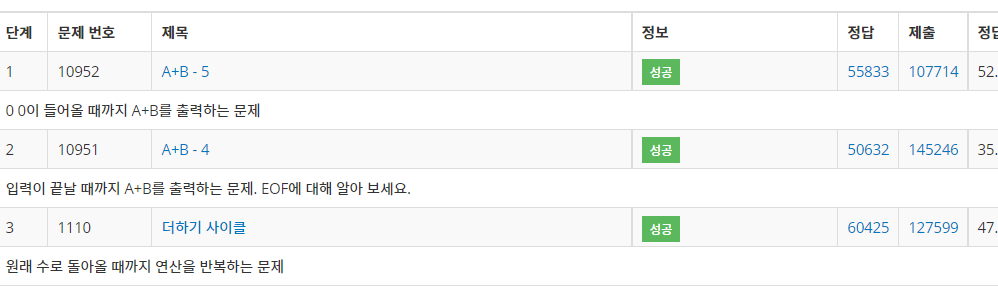 단계 문제 번호 제목 정보 정답 제출
1 10952 A+B - 5 성공 55833 107714 52.
0 0이 들어올 때까지 A+B를 출력하는 문제
2 10951 A+B - 4 성공 50632 145246 35.
입력이 끝날 때까지 A+B를 출력하는 문제. EOF에 대해 알아 보세요.
3 1110 더하기 사이클 성공 60425 127599 47.
원래 수로 돌아올 때까지 연산을 반복하는 문제